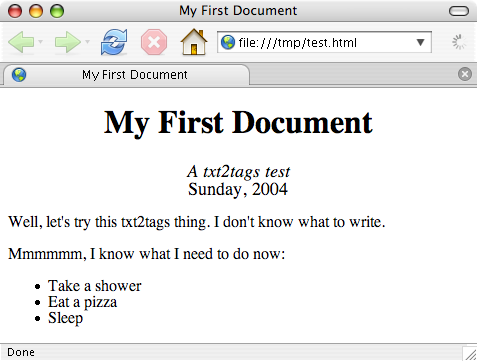 My First Document
file:///tmp/test.html
My First Document
My First Document
A txt2tags test
Sunday, 2004
Well, let's try this txt2tags thing. I don't know what to write.
Mmmmmm, I know what I need to do now:
• Take a shower
• Eat a pizza
• Sleep
Done